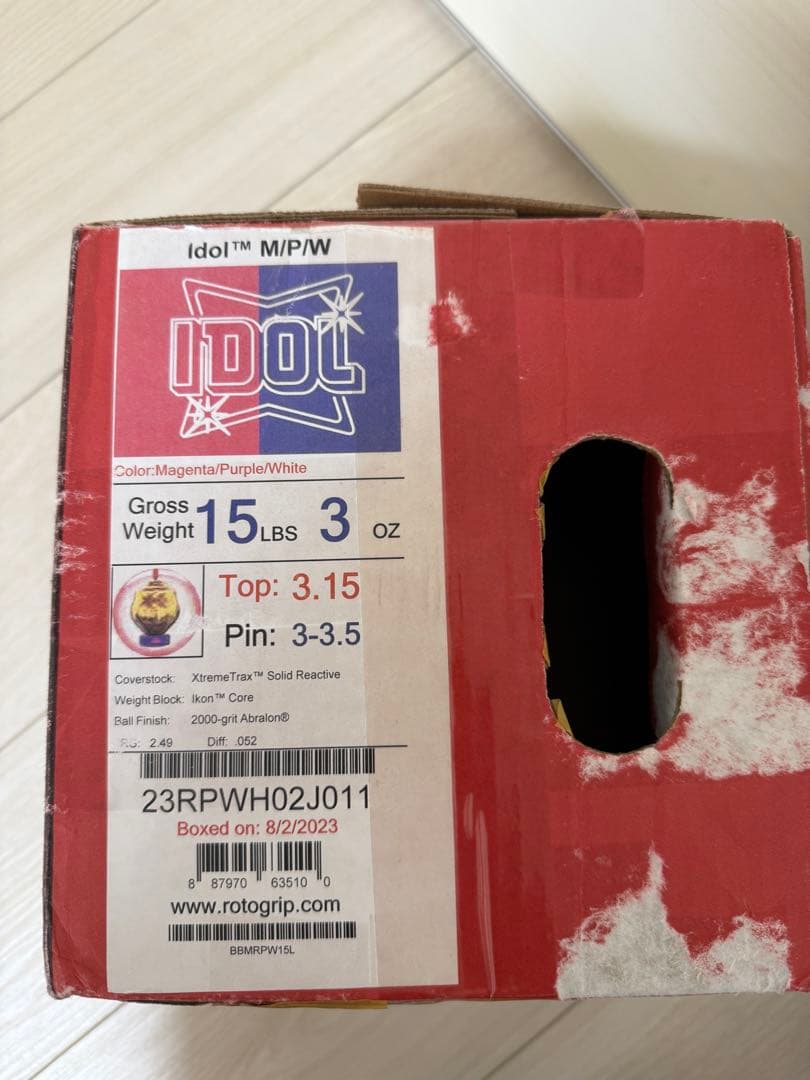 Idol™ M/P/W
IDOL
Color:Magenta/Purple/White
Gross Weight 15 LBS 3 OZ
Top: 3.15
Pin: 3-3.5
Coverstock: XtremeTrax™ Solid Reactive
Weight Block: Ikon™ Core
Ball Finish: 2000-grit Abralon®
RG: 2.49 Diff: .052
23RPWH02J011
Boxed on: 8/2/2023
8 87970 63510 0
www.rotogrip.com
BBMRPW15L